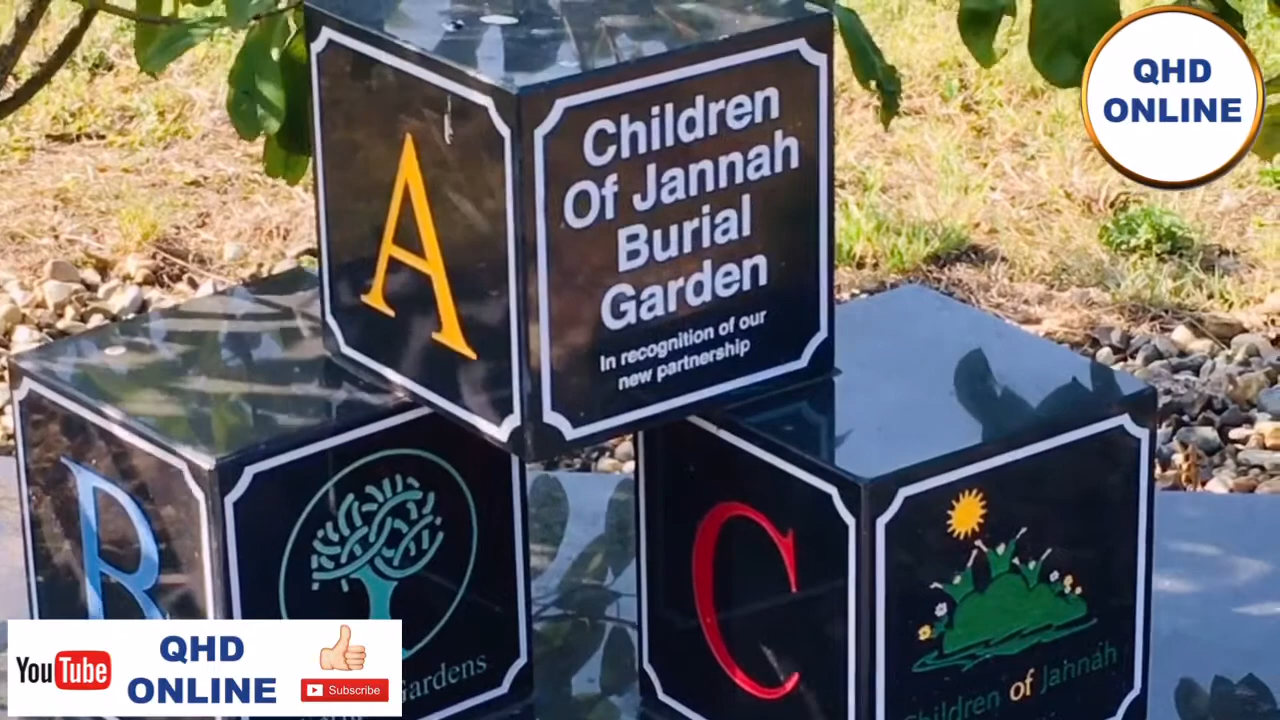 QHD
ONLINE
A
Children
Of Jannah
Burial
Garden
In recognition of our
new partnership
B
C
Children of Jannah
Gardens
YouTube
QHD
ONLINE
Subscribe